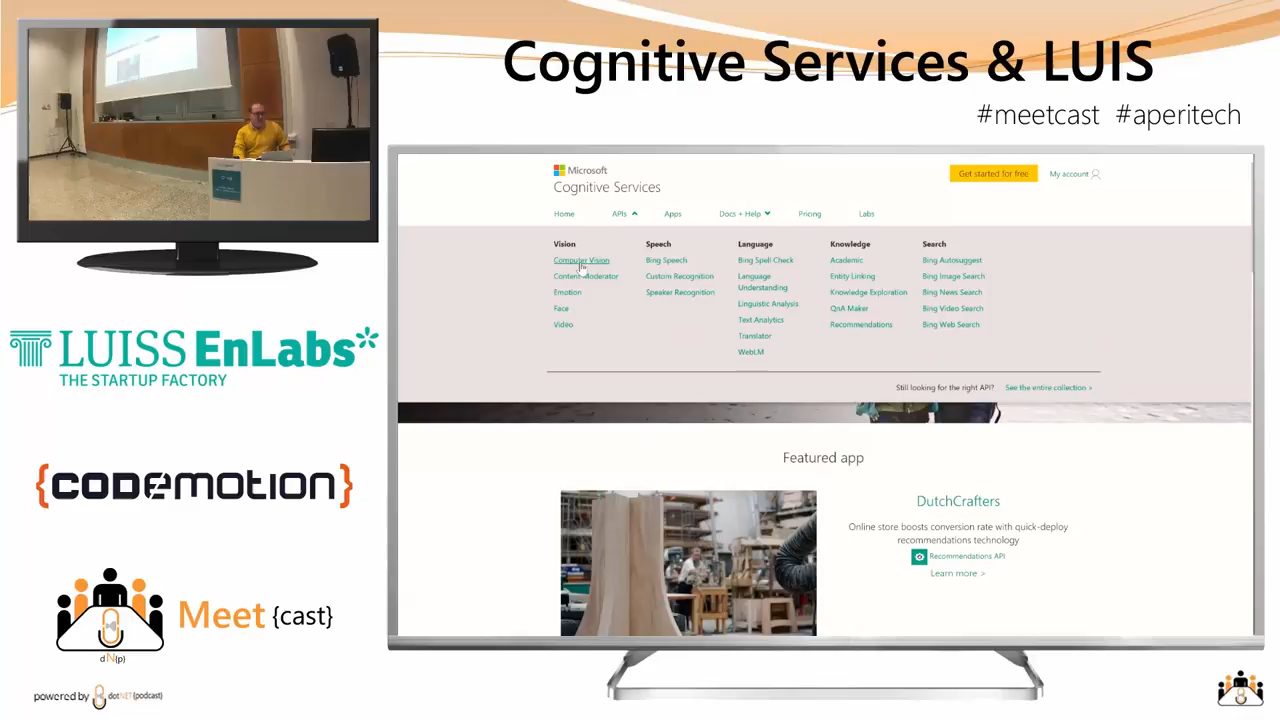 Cognitive Services & LUIS
#meetcast #aperitech
Microsoft
Cognitive Services
Get started for free
My account
Home
APIs
Apps
Docs + Help
Pricing
Labs
Vision
Computer Vision
Content Moderator
Emotion
Face
Video
Speech
Bing Speech
Custom Recognition
Speaker Recognition
Language
Bing Spell Check
Language
Understanding
Linguistic Analysis
Text Analytics
Translator
WebLM
Knowledge
Academic
Entity Linking
Knowledge Exploration
QnA Maker
Recommendations
Search
Bing Autosuggest
Bing Image Search
Bing News Search
Bing Video Search
Bing Web Search
Still looking for the right API? See the entire collection >
Featured app
DutchCrafters
Online store boosts conversion rate with quick-deploy
recommendations technology
Recommendations API
Learn more >
LUISS EnLabs*
THE STARTUP FACTORY
{CODEMOTION}
Meet {cast}
dN{p}
powered by dotNET{podcast}